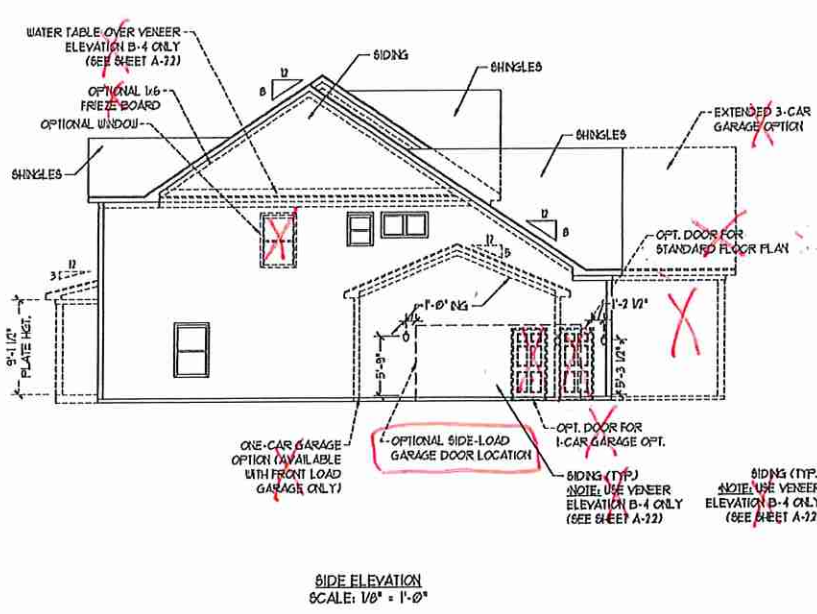 WATER TABLE OVER VENEER
ELEVATION B-4 ONLY
(SEE SHEET A-22)
OPTIONAL 1x6
FRIEZE BOARD
OPTIONAL WINDOW
SHINGLES
12
8
SIDING
SHINGLES
SHINGLES
EXTENDED 3-CAR
GARAGE OPTION
12
8
OPT. DOOR FOR
STANDARD FLOOR PLAN
12
5
12
3
1'-0"
NG
1'-2 1/2"
9'-1 1/2"
PLATE HGT.
5'-9"
5'-3 1/2"
ONE-CAR GARAGE
OPTION (AVAILABLE
WITH FRONT LOAD
GARAGE ONLY)
OPTIONAL SIDE-LOAD
GARAGE DOOR LOCATION
OPT. DOOR FOR
1-CAR GARAGE OPT.
SIDING (TYP.)
NOTE: USE VENEER
ELEVATION B-4 ONLY
(SEE SHEET A-22)
SIDING (TYP.
NOTE: USE VENEER
ELEVATION B-4 ONLY
(SEE SHEET A-22
SIDE ELEVATION
SCALE: 1/8" = 1'-0"